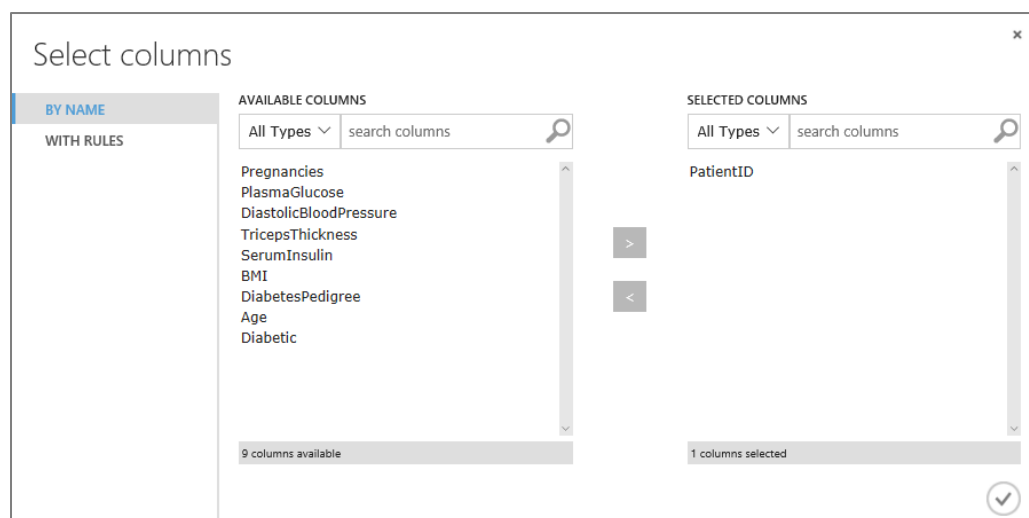 Select columns
BY NAME
WITH RULES
AVAILABLE COLUMNS
All Types search columns
Pregnancies
PlasmaGlucose
DiastolicBloodPressure
TricepsThickness
SerumInsulin
BMI
DiabetesPedigree
Age
Diabetic
9 columns available
>
<
SELECTED COLUMNS
All Types search columns
PatientID
1 columns selected